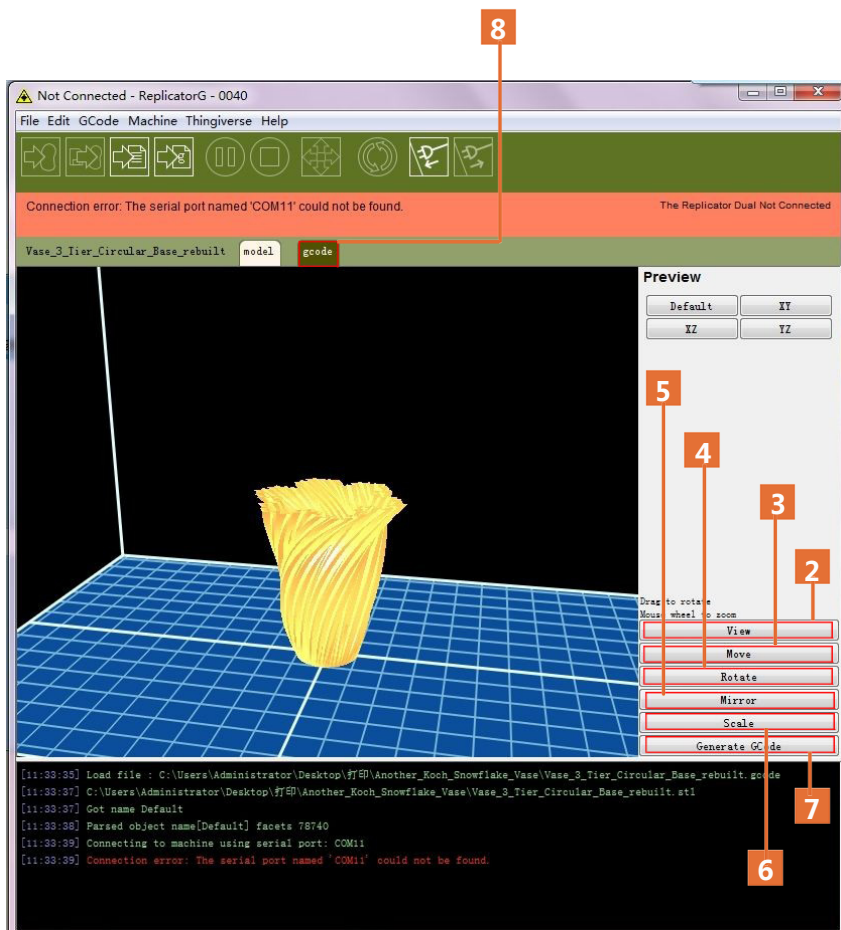 8
Not Connected - ReplicatorG - 0040
File Edit GCode Machine Thingiverse Help
Connection error: The serial port named 'COM11' could not be found.
The Replicator Dual Not Connected
Vase_3_Tier_Circular_Base_rebuilt model gcode
Preview
Default XY
XZ YZ
5
4
3
2
Drag to rotate
Mouse wheel to zoom
View
Move
Rotate
Mirror
Scale
Generate GCode
7
6
[11:33:35] Load file : C:\Users\Administrator\Desktop\打印\Another_Koch_Snowflake_Vase\Vase_3_Tier_Circular_Base_rebuilt.gcode
[11:33:37] C:\Users\Administrator\Desktop\打印\Another_Koch_Snowflake_Vase\Vase_3_Tier_Circular_Base_rebuilt.stl
[11:33:37] Got name Default
[11:33:38] Parsed object name[Default] facets 78740
[11:33:39] Connecting to machine using serial port: COM11
[11:33:39] Connection error: The serial port named 'COM11' could not be found.